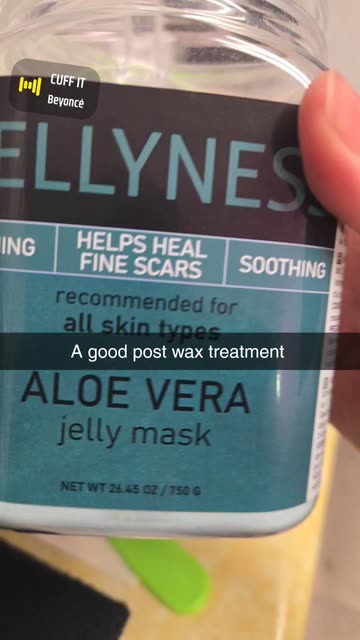 CUFF IT
Beyoncé
ELLYNESS
ING
HELPS HEAL
FINE SCARS
SOOTHING
recommended for
all skin types
A good post wax treatment
ALOE VERA
jelly mask
NET WT 26.45 OZ / 750 G